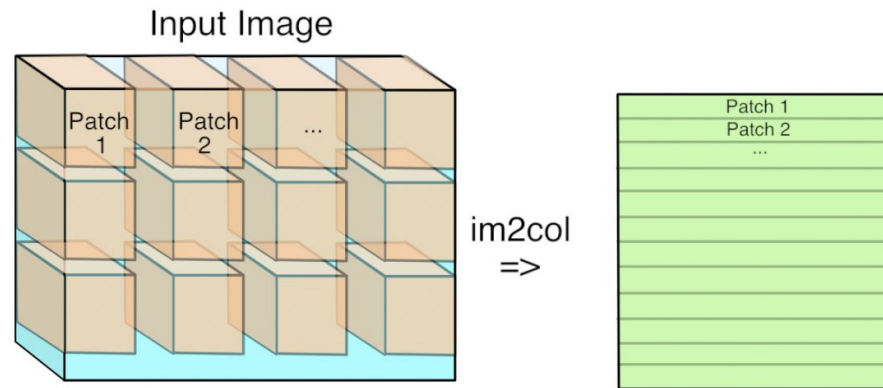 Input Image
Patch
1
Patch
2
...
im2col
=>
Patch 1
Patch 2
...